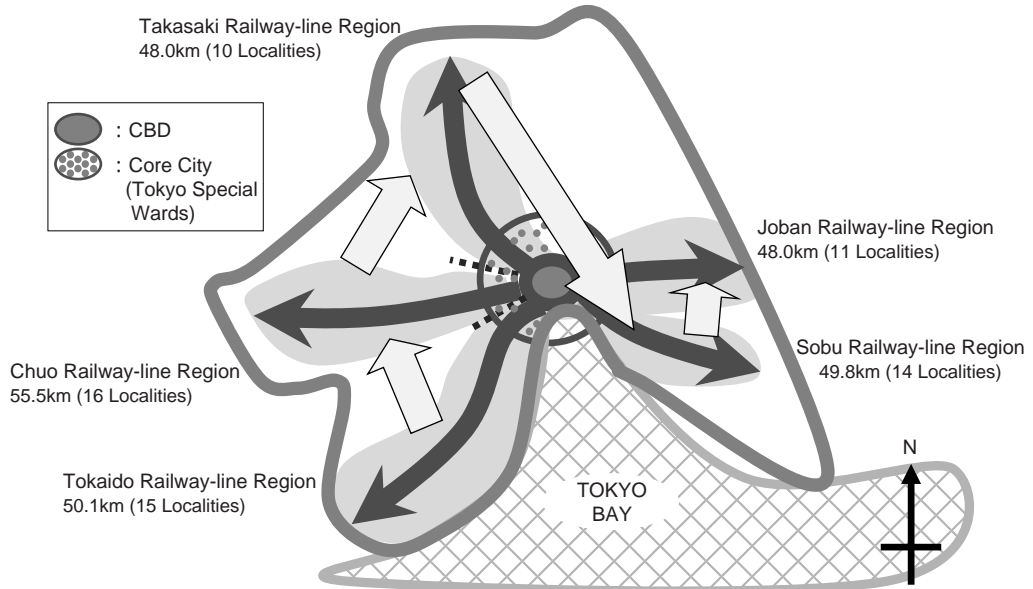 Takasaki Railway-line Region
48.0km (10 Localities)
: CBD
: Core City
(Tokyo Special
Wards)
Joban Railway-line Region
48.0km (11 Localities)
Sobu Railway-line Region
49.8km (14 Localities)
Chuo Railway-line Region
55.5km (16 Localities)
Tokaido Railway-line Region
50.1km (15 Localities)
TOKYO
BAY
N